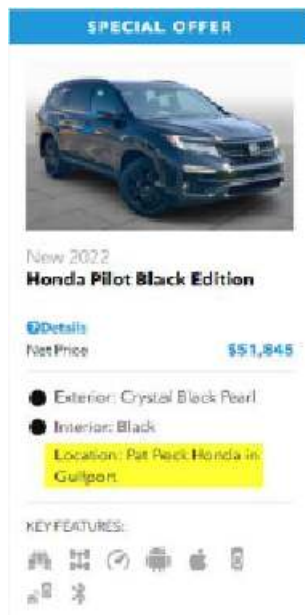 SPECIAL OFFER
New 2022
Honda Pilot Black Edition
Details
Net Price $51,845
Exterior: Crystal Black Pearl
Interior: Black
Location: Pat Peck Honda in
Gulfport
KEY FEATURES: